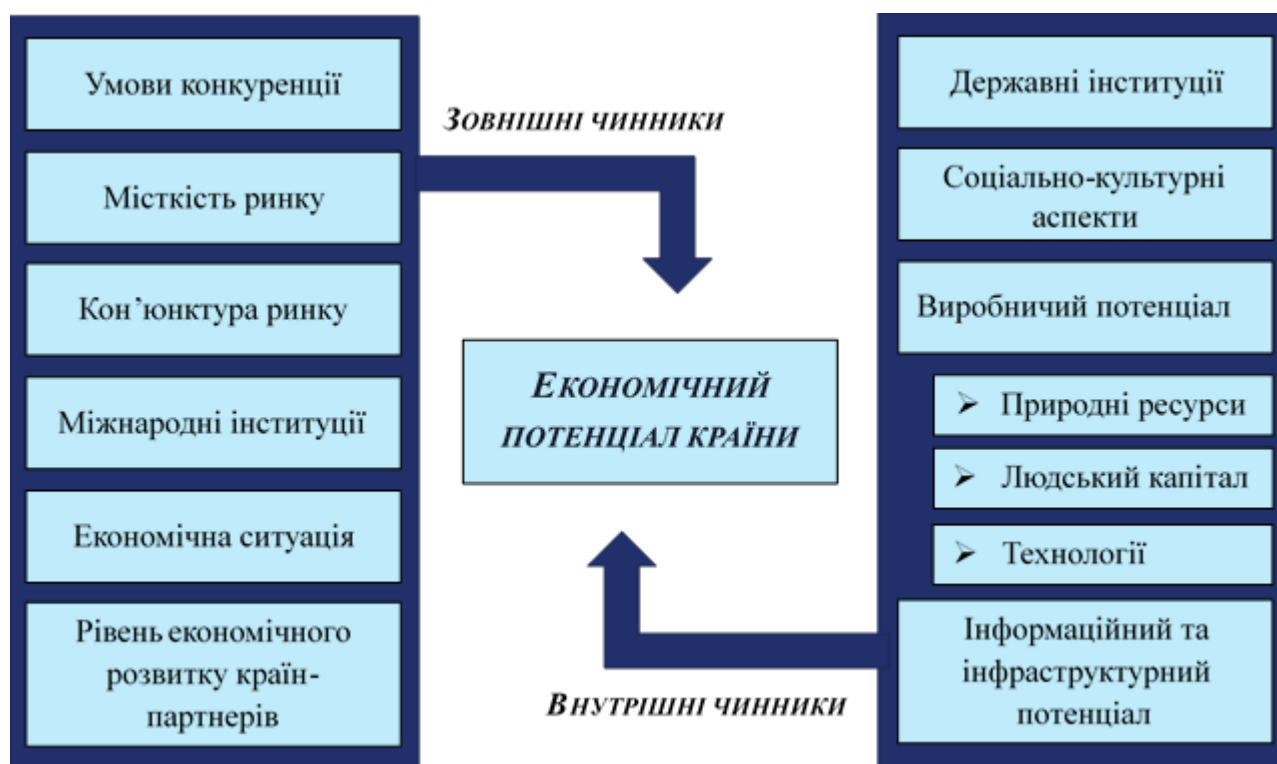 Умови конкуренції
Місткість ринку
Кон’юнктура ринку
Міжнародні інституції
Економічна ситуація
Рівень економічного
розвитку країн-
партнерів
ЗОВНІШНІ ЧИННИКИ
ЕКОНОМІЧНИЙ
ПОТЕНЦІАЛ КРАЇНИ
ВНУТРІШНІ ЧИННИКИ
Державні інституції
Соціально-культурні
аспекти
Виробничий потенціал
➢ Природні ресурси
➢ Людський капітал
➢ Технології
Інформаційний та
інфраструктурний
потенціал